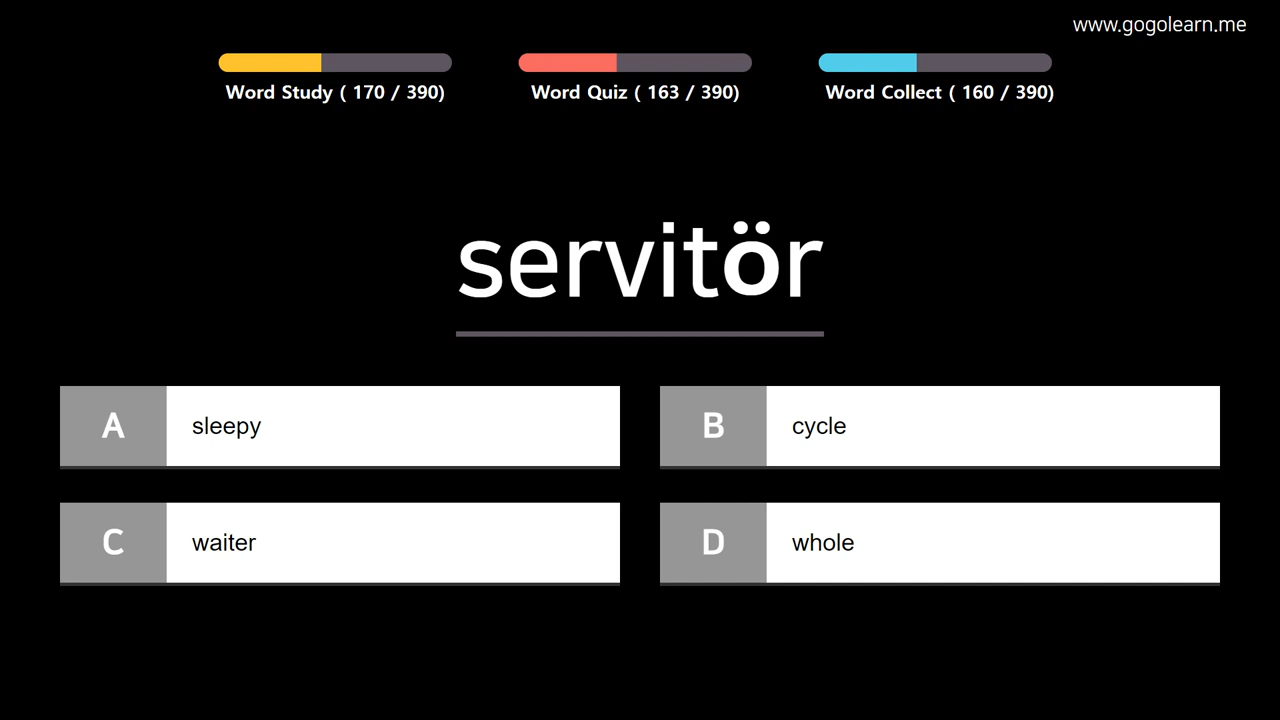 www.gogolearn.me
Word Study ( 170 / 390)
Word Quiz ( 163 / 390)
Word Collect ( 160 / 390)
servitör
A sleepy
B cycle
C waiter
D whole